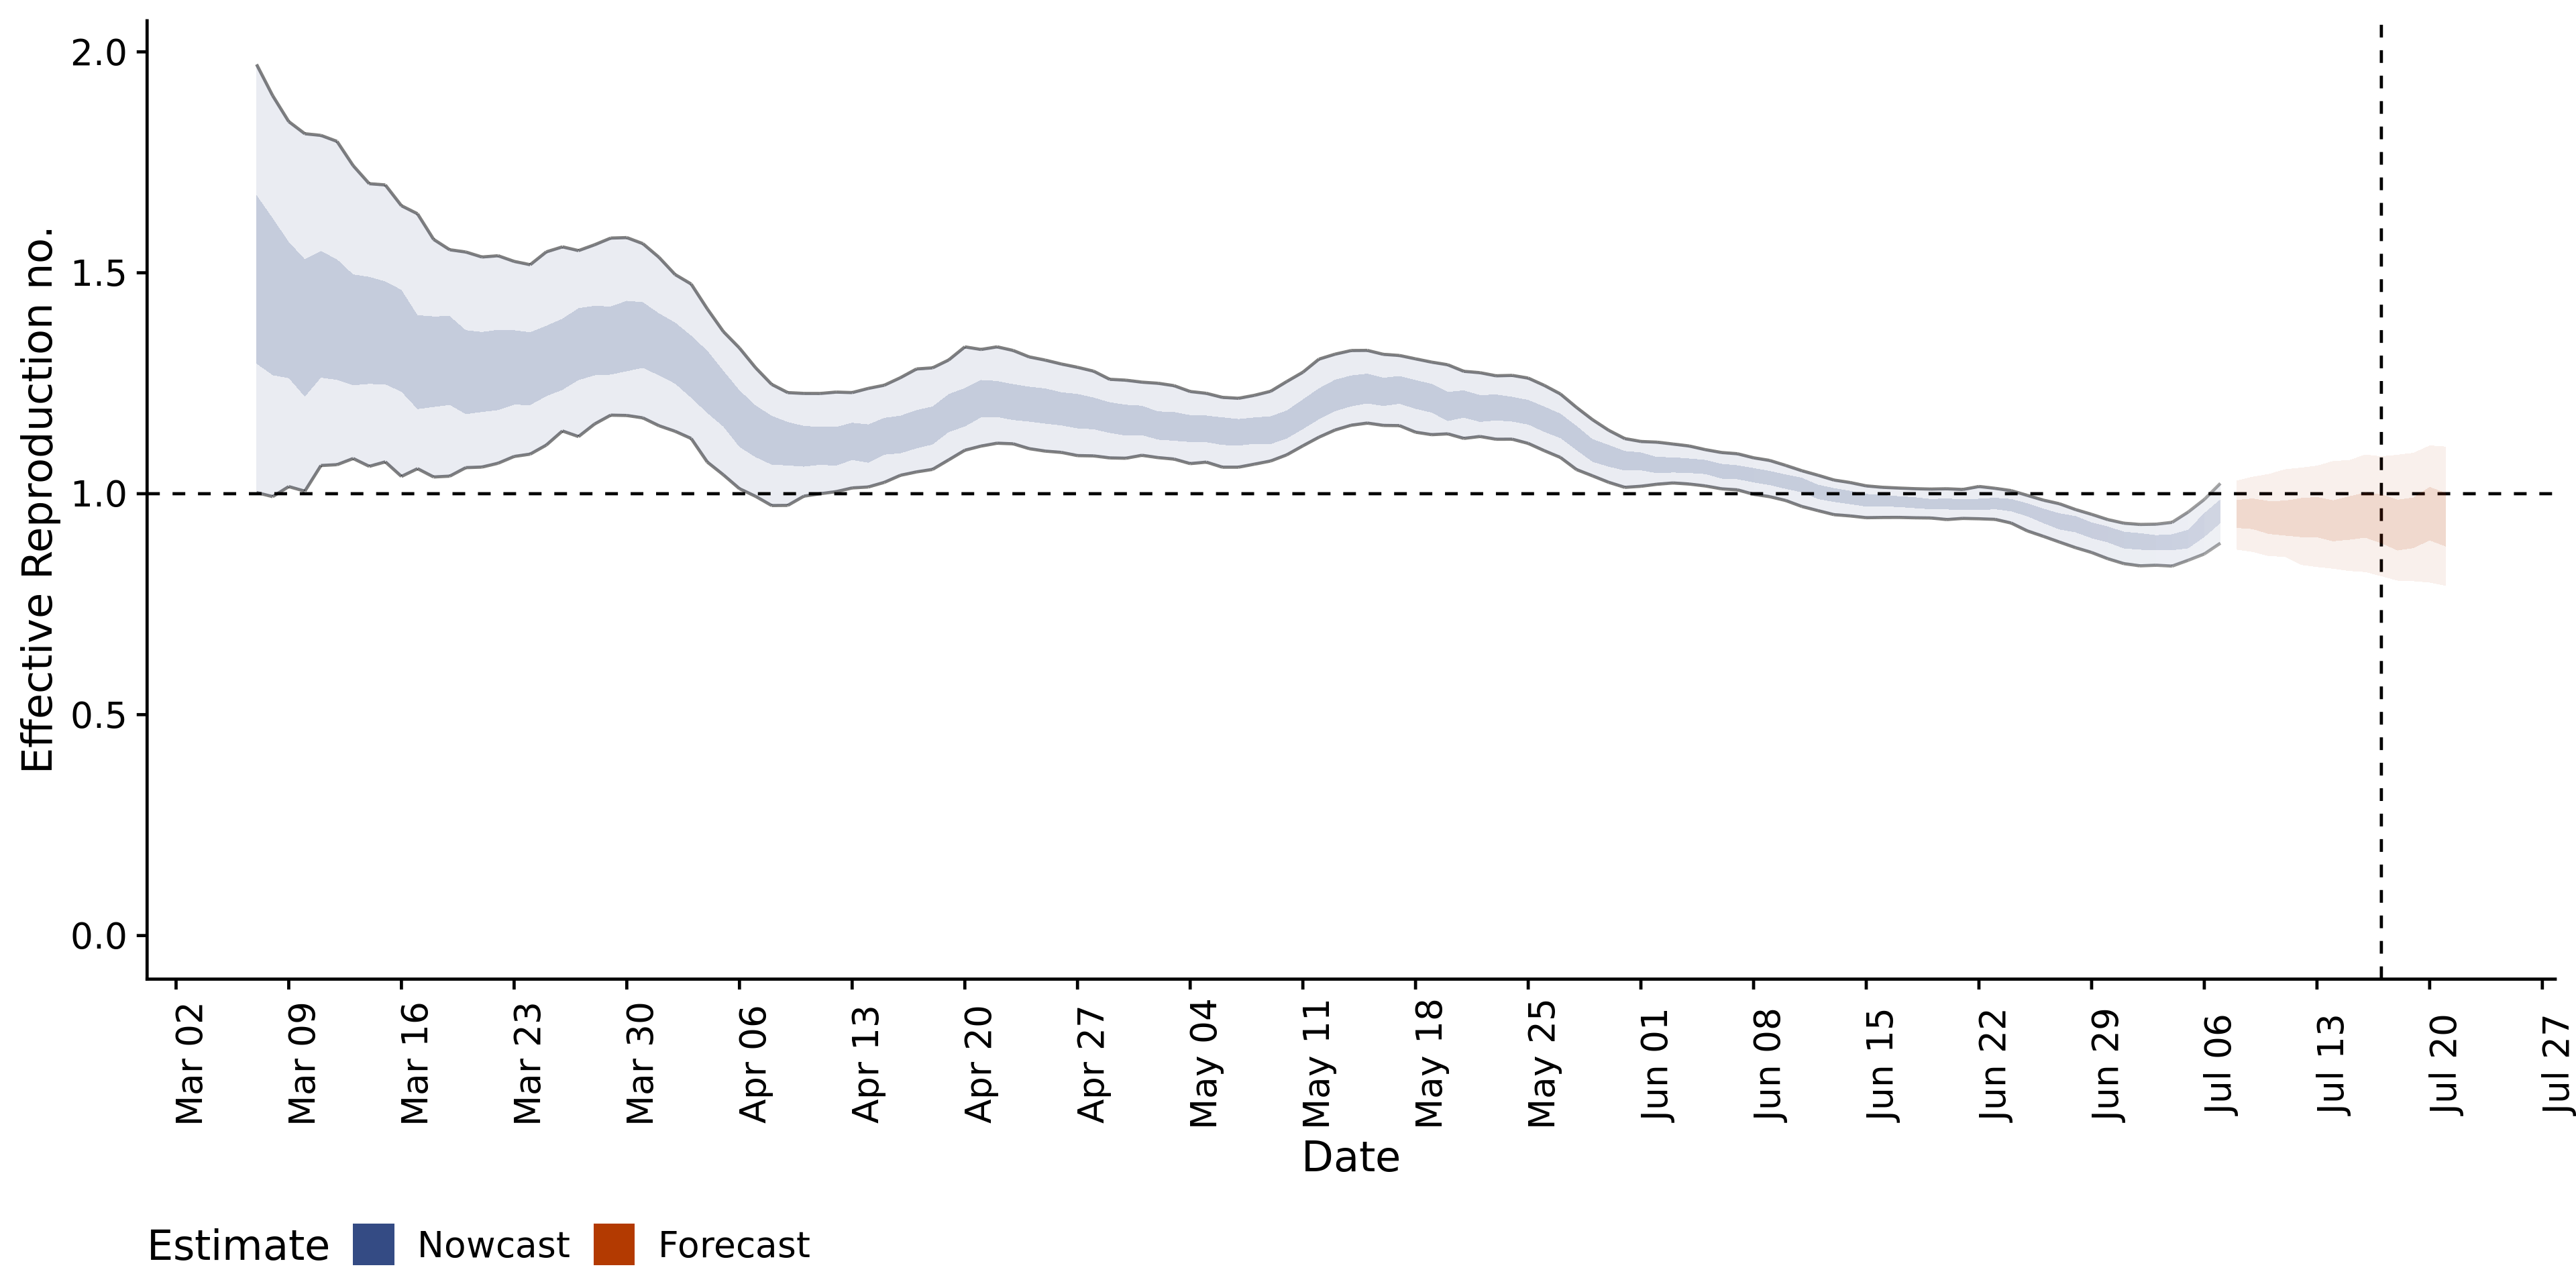 Effective Reproduction no.
2.0
1.5
1.0
0.5
0.0
Mar 02
Mar 09
Mar 16
Mar 23
Mar 30
Apr 06
Apr 13
Apr 20
Apr 27
May 04
May 11
May 18
May 25
Jun 01
Jun 08
Jun 15
Jun 22
Jun 29
Jul 06
Jul 13
Jul 20
Jul 27
Date
Estimate Nowcast Forecast